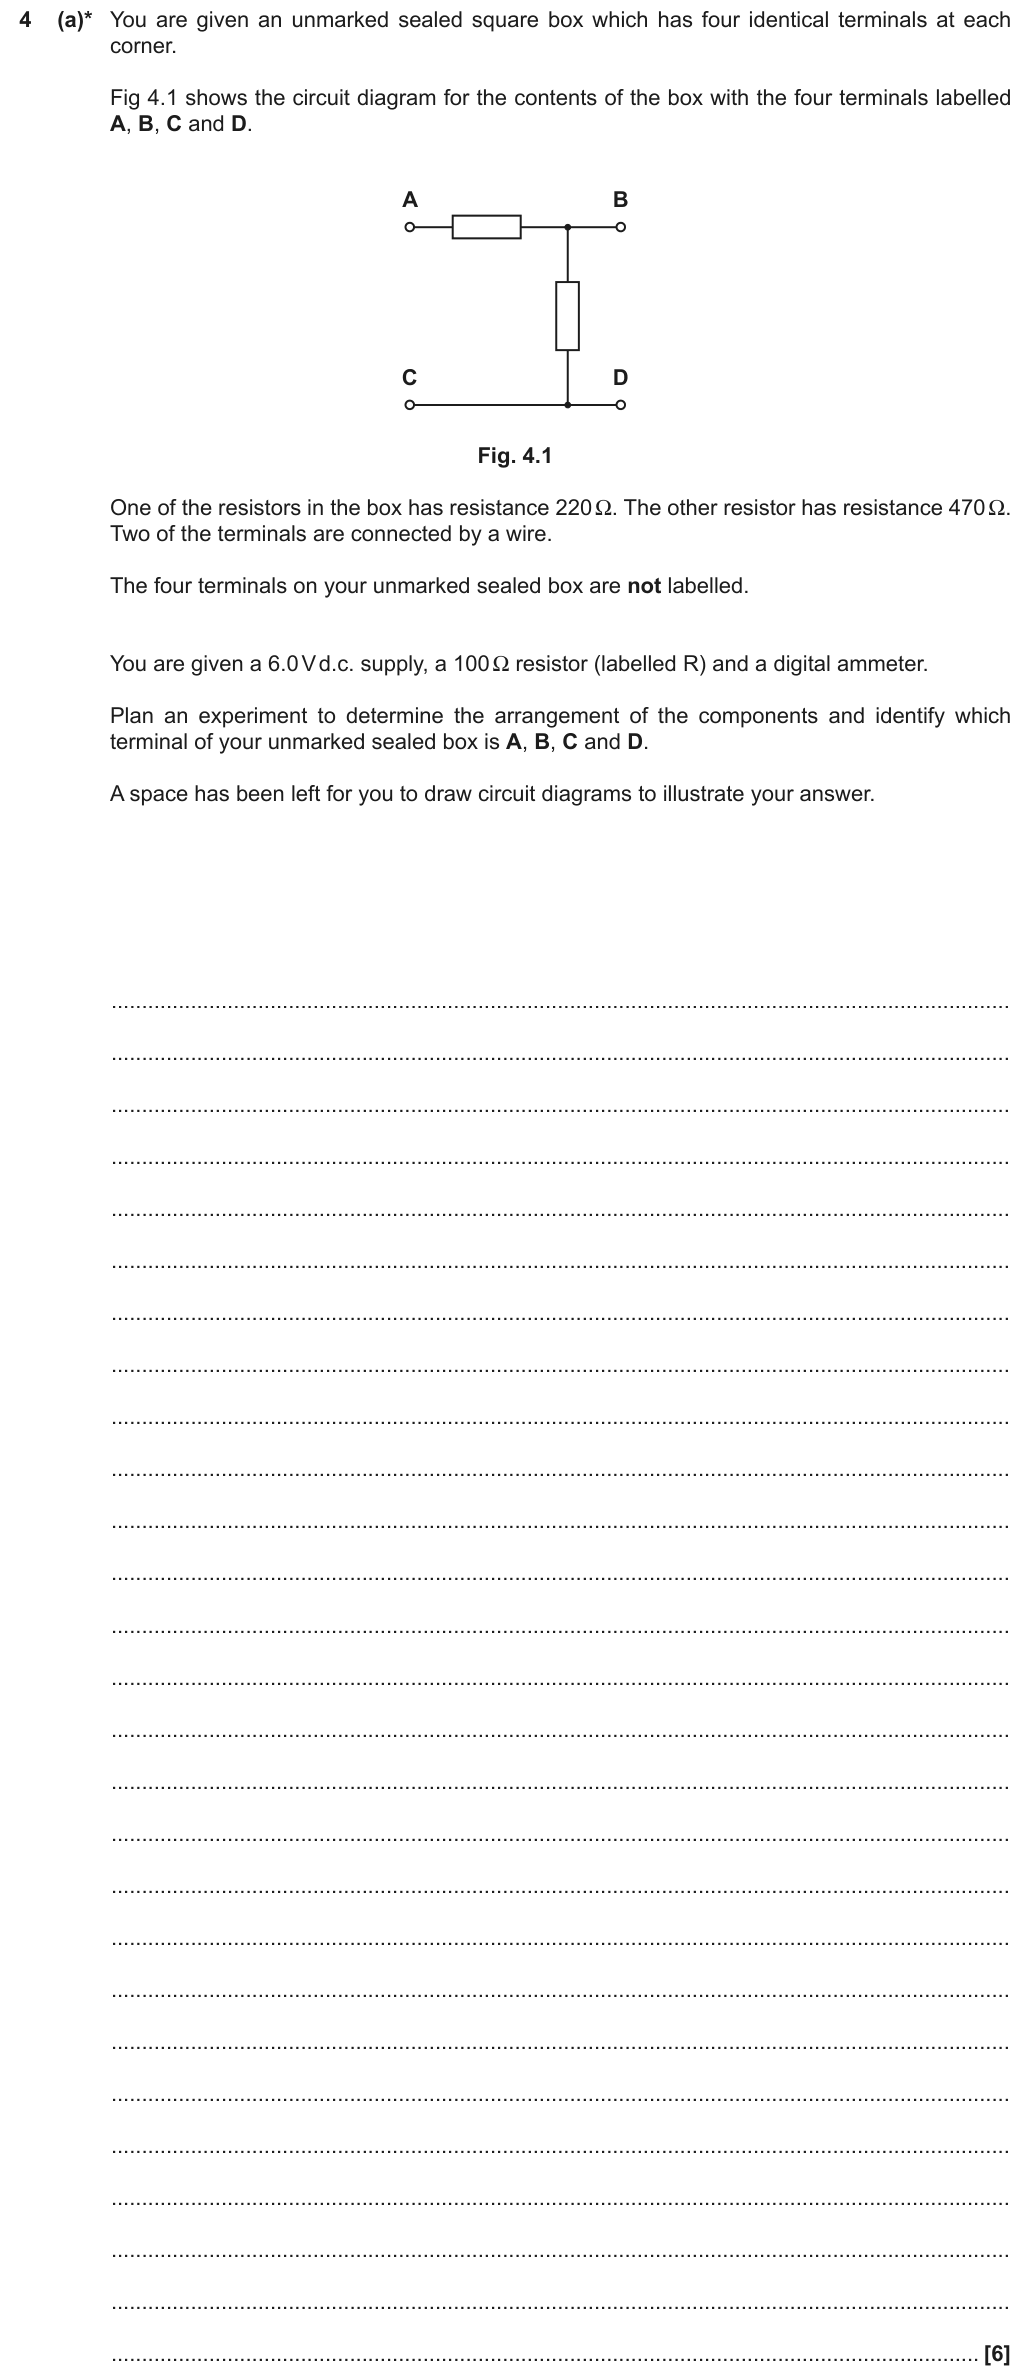 4 (a)* You are given an unmarked sealed square box which has four identical terminals at each
corner.
Fig 4.1 shows the circuit diagram for the contents of the box with the four terminals labelled
A, B, C and D.
A B
C D
Fig. 4.1
One of the resistors in the box has resistance 220 Ω. The other resistor has resistance 470 Ω.
Two of the terminals are connected by a wire.
The four terminals on your unmarked sealed box are not labelled.
You are given a 6.0 V d.c. supply, a 100 Ω resistor (labelled R) and a digital ammeter.
Plan an experiment to determine the arrangement of the components and identify which
terminal of your unmarked sealed box is A, B, C and D.
A space has been left for you to draw circuit diagrams to illustrate your answer.
[6]